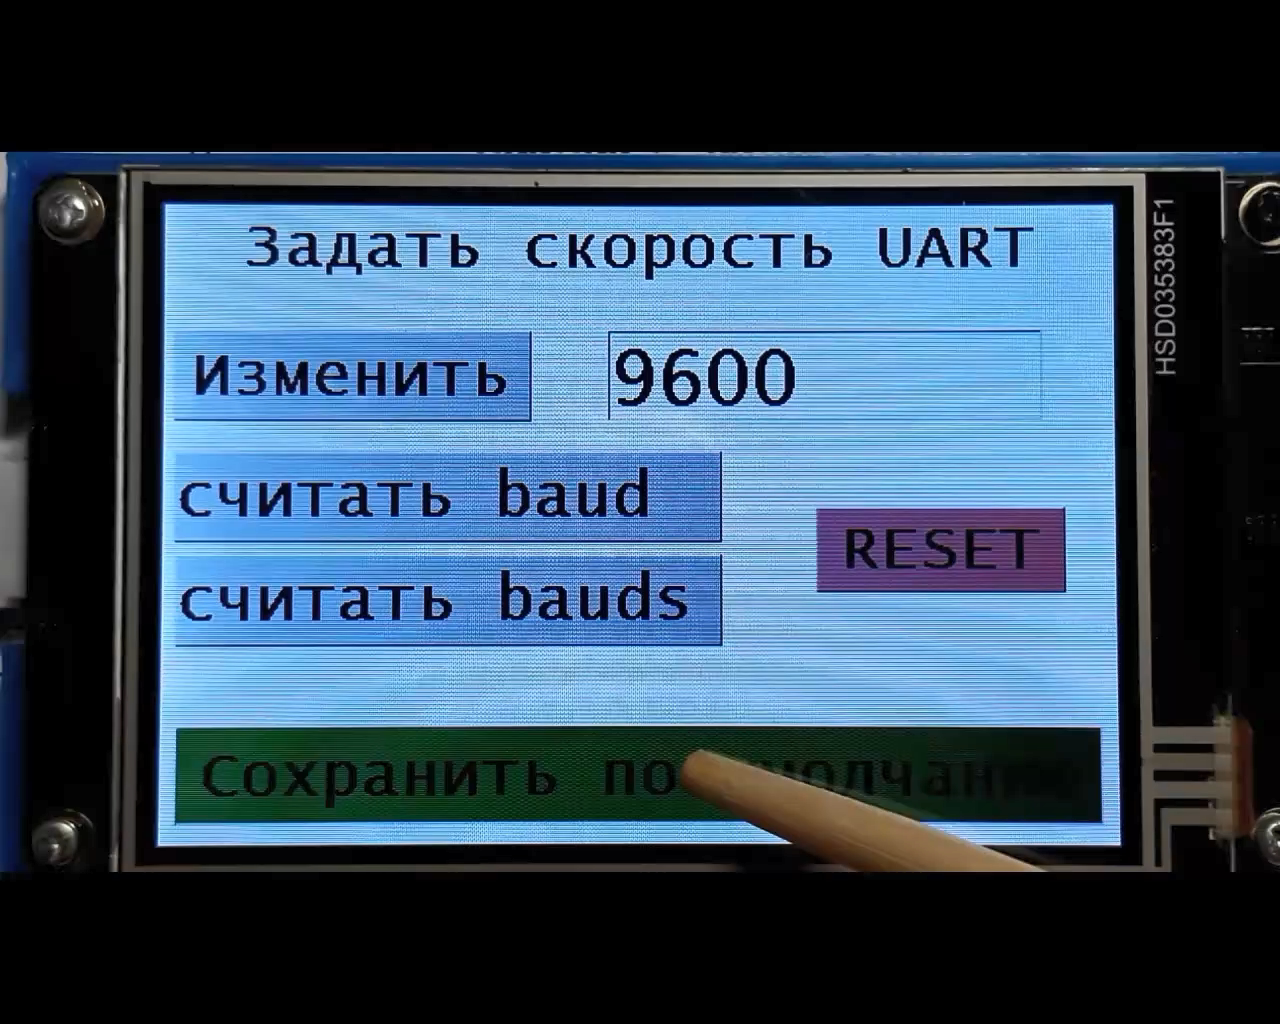 Задать скорость UART
Изменить
9600
считать baud
считать bauds
RESET
Сохранить по
HSD035383F1